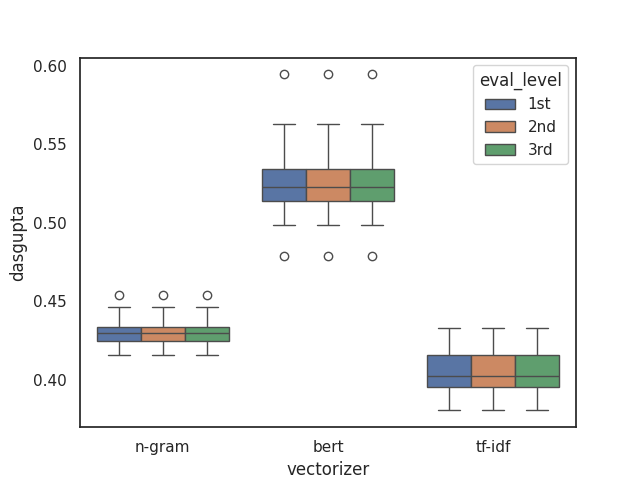 0.60
0.55
0.50
0.45
0.40
dasgupta
eval_level
1st
2nd
3rd
n-gram
bert
tf-idf
vectorizer